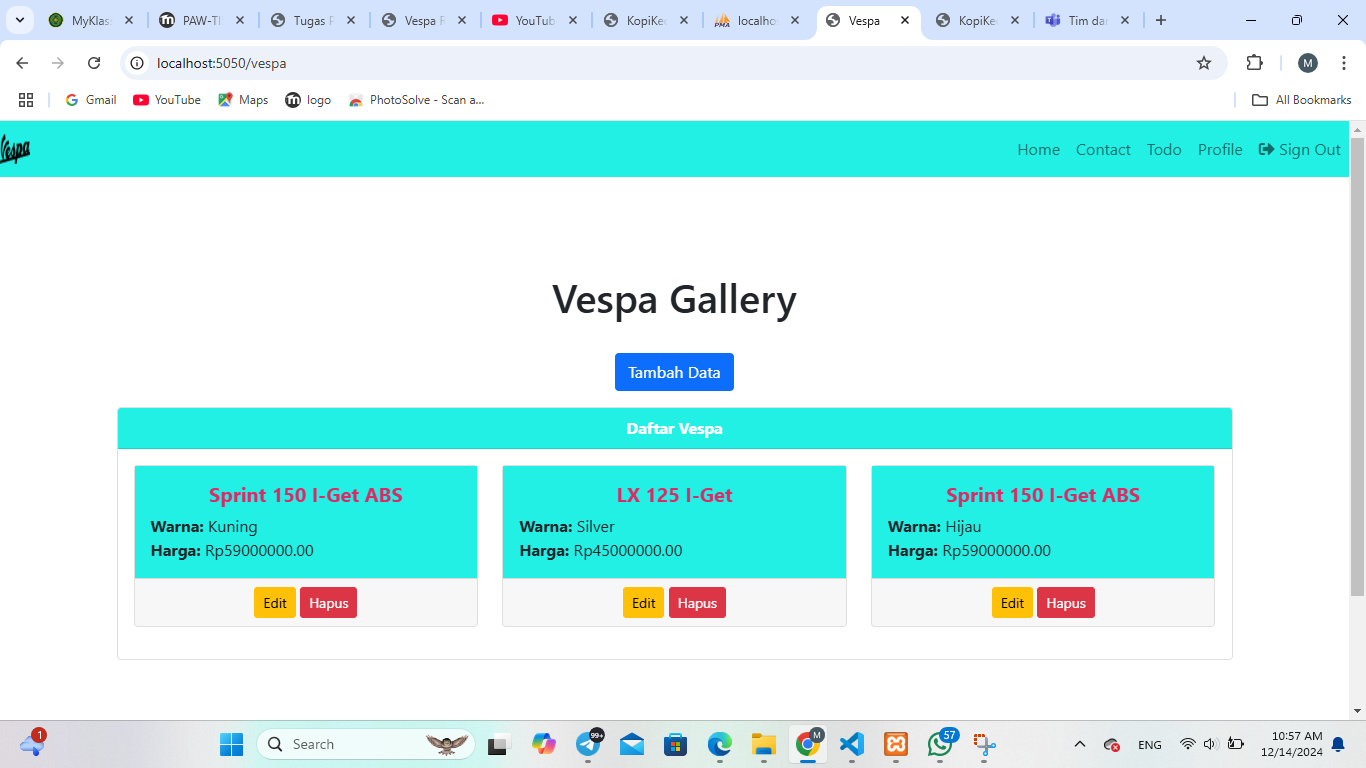 MyKlas
PAW-TI
Tugas P
Vespa R
YouTub
KopiKe
localho
Vespa
KopiKe
Tim da
localhost:5050/vespa
M
Gmail
YouTube
Maps
logo
PhotoSolve - Scan a...
All Bookmarks
Vespa
Home
Contact
Todo
Profile
Sign Out
Vespa Gallery
Tambah Data
Daftar Vespa
Sprint 150 I-Get ABS
Warna: Kuning
Harga: Rp59000000.00
Edit
Hapus
LX 125 I-Get
Warna: Silver
Harga: Rp45000000.00
Edit
Hapus
Sprint 150 I-Get ABS
Warna: Hijau
Harga: Rp59000000.00
Edit
Hapus
1
Search
99+
M
57
ENG
10:57 AM
12/14/2024